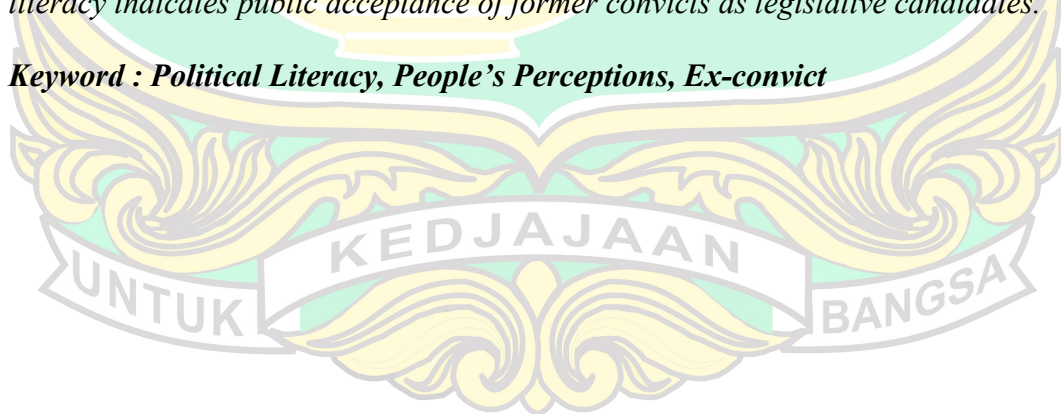 literacy indicates public acceptance of former convicts as legislative candidates.
Keyword : Political Literacy, People’s Perceptions, Ex-convict
UNTUK KEDJAJAAN BANGSA